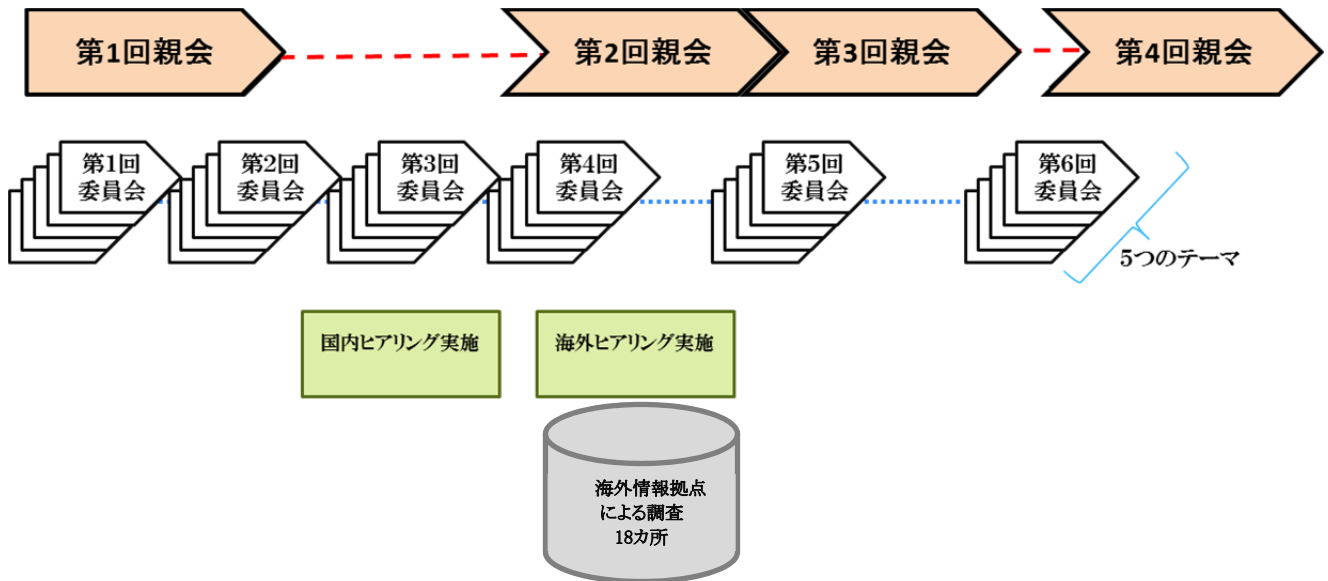 第1回親会
第2回親会
第3回親会
第4回親会
第1回
委員会
第2回
委員会
第3回
委員会
第4回
委員会
第5回
委員会
第6回
委員会
5つのテーマ
国内ヒアリング実施
海外ヒアリング実施
海外情報拠点
による調査
18カ所